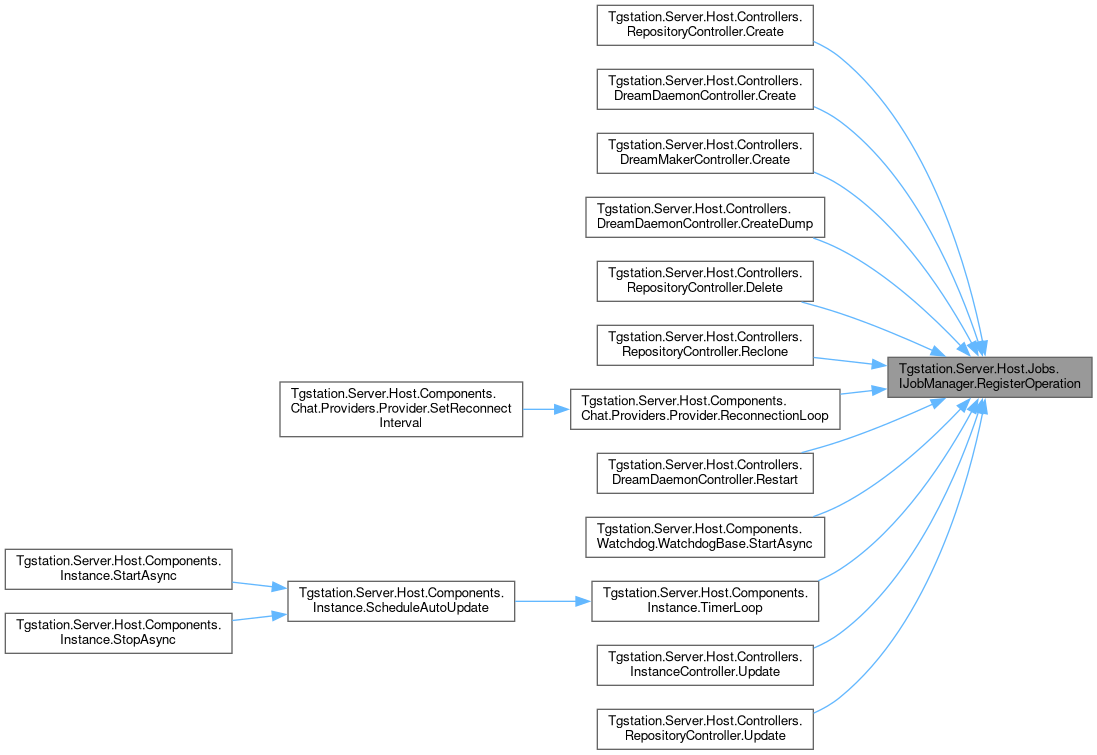 Tgstation.Server.Host.Controllers.
RepositoryController.Create
Tgstation.Server.Host.Controllers.
DreamDaemonController.Create
Tgstation.Server.Host.Controllers.
DreamMakerController.Create
Tgstation.Server.Host.Controllers.
DreamDaemonController.CreateDump
Tgstation.Server.Host.Controllers.
RepositoryController.Delete
Tgstation.Server.Host.Controllers.
RepositoryController.Reclone
Tgstation.Server.Host.Jobs.
IJobManager.RegisterOperation
Tgstation.Server.Host.Components.
Chat.Providers.Provider.SetReconnect
Interval
Tgstation.Server.Host.Components.
Chat.Providers.Provider.ReconnectionLoop
Tgstation.Server.Host.Controllers.
DreamDaemonController.Restart
Tgstation.Server.Host.Components.
Watchdog.WatchdogBase.StartAsync
Tgstation.Server.Host.Components.
Instance.StartAsync
Tgstation.Server.Host.Components.
Instance.StopAsync
Tgstation.Server.Host.Components.
Instance.ScheduleAutoUpdate
Tgstation.Server.Host.Components.
Instance.TimerLoop
Tgstation.Server.Host.Controllers.
InstanceController.Update
Tgstation.Server.Host.Controllers.
RepositoryController.Update